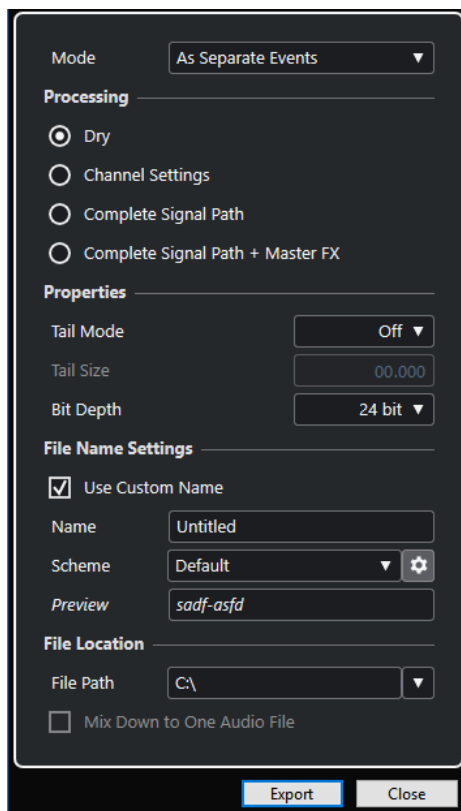 Mode As Separate Events
Processing
Dry
Channel Settings
Complete Signal Path
Complete Signal Path + Master FX
Properties
Tail Mode Off
Tail Size 00.000
Bit Depth 24 bit
File Name Settings
Use Custom Name
Name Untitled
Scheme Default
Preview sadf-asfd
File Location
File Path C:\
Mix Down to One Audio File
Export Close